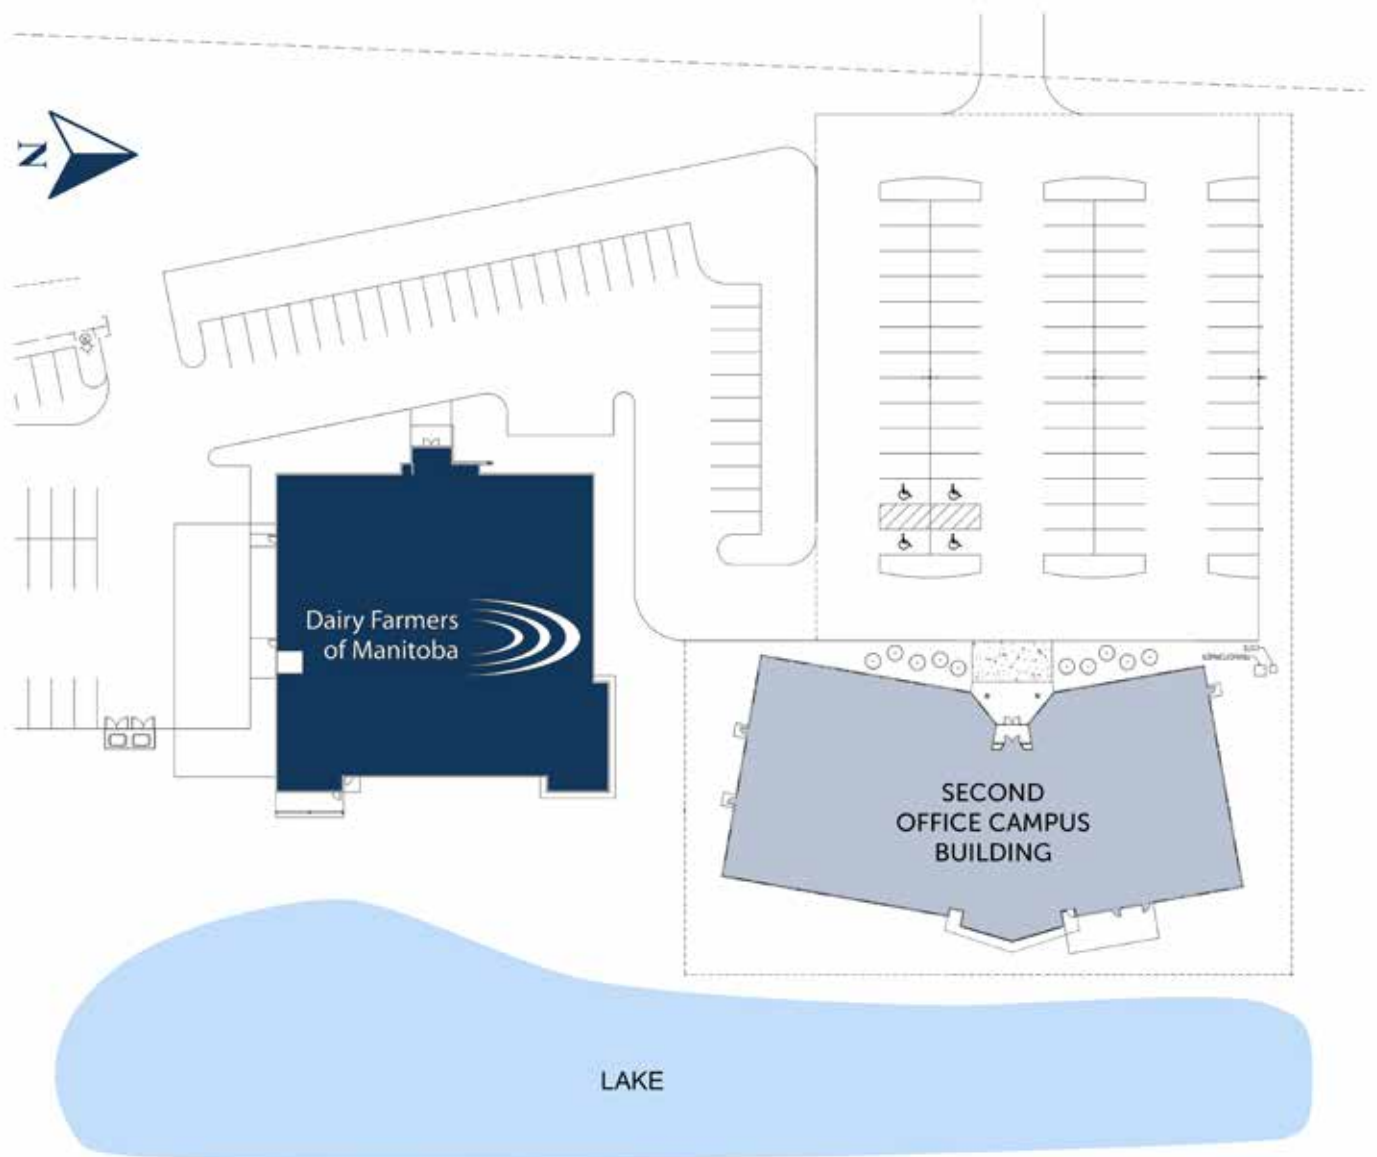 N
Dairy Farmers
of Manitoba
SECOND
OFFICE CAMPUS
BUILDING
LAKE